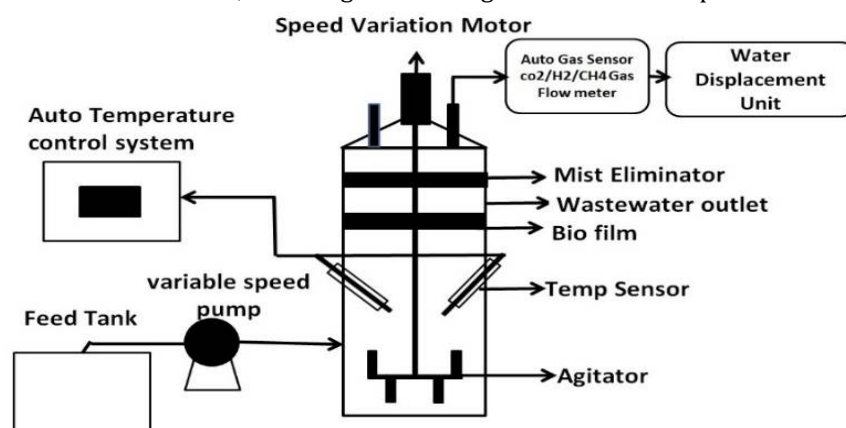 Speed Variation Motor
Auto Gas Sensor
co2/H2/CH4 Gas
Flow meter
Water
Displacement
Unit
Auto Temperature
control system
Mist Eliminator
Wastewater outlet
Bio film
variable speed
pump
Temp Sensor
Feed Tank
Agitator